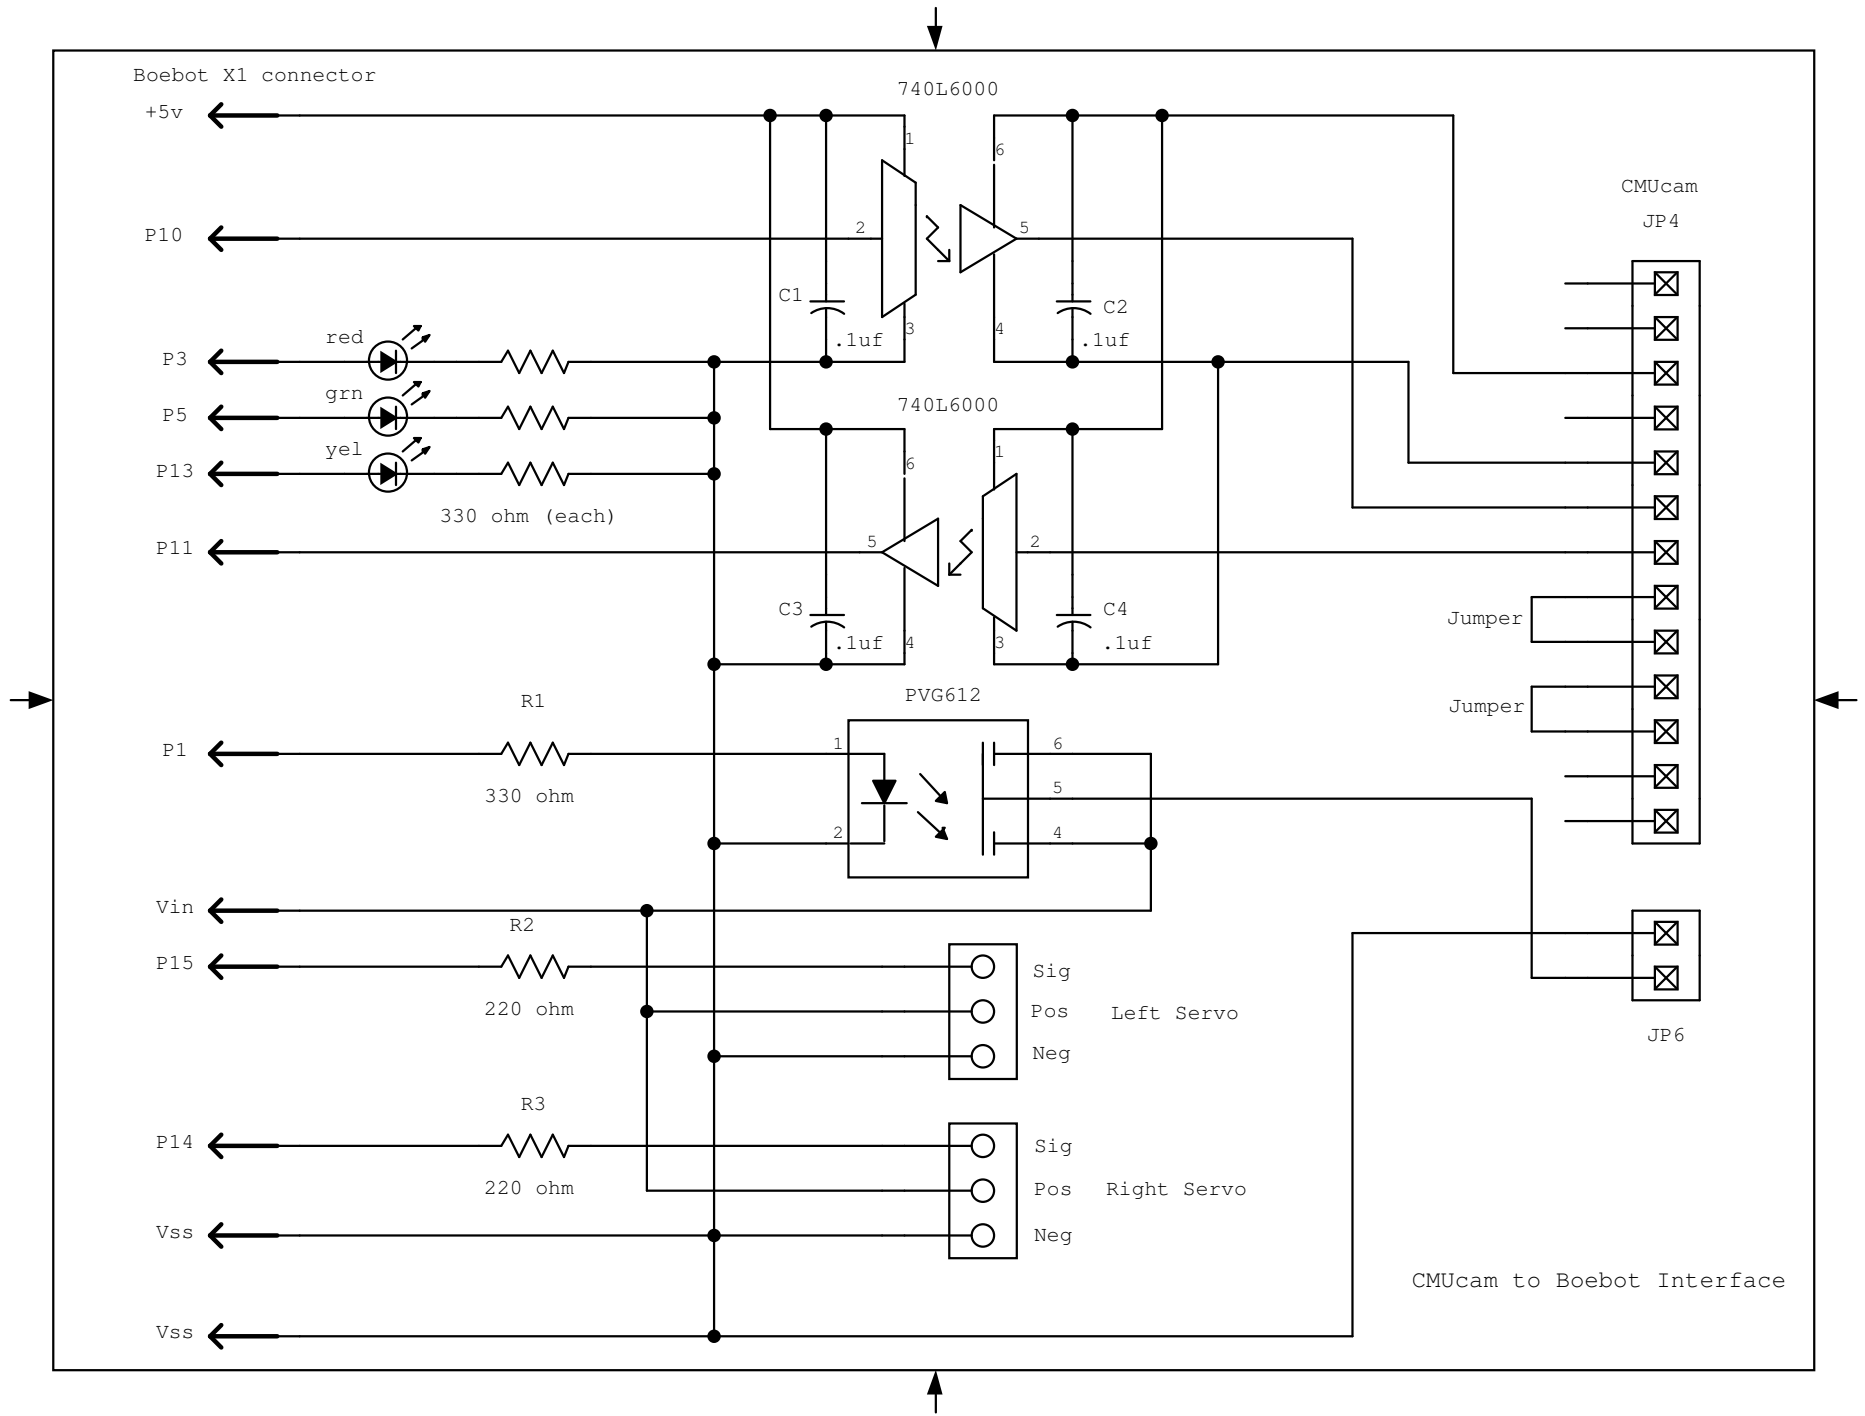 Boebot X1 connector
740L6000
+5v
1
6
CMUcam
JP4
P10
2
5
C1
C2
red
3
4
.1uf
.1uf
P3
grn
740L6000
P5
yel
1
6
P13
330 ohm (each)
P11
5
2
C3
C4
Jumper
.1uf
4
3
.1uf
PVG612
R1
Jumper
P1
1
6
330 ohm
5
2
4
Vin
R2
P15
Sig
220 ohm
Pos
Left Servo
JP6
Neg
R3
P14
Sig
220 ohm
Pos
Right Servo
Vss
Neg
CMUcam to Boebot Interface
Vss